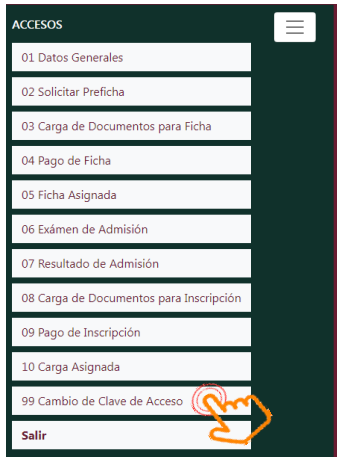 ACCESOS
01 Datos Generales
02 Solicitar Preficha
03 Carga de Documentos para Ficha
04 Pago de Ficha
05 Ficha Asignada
06 Exámen de Admisión
07 Resultado de Admisión
08 Carga de Documentos para Inscripción
09 Pago de Inscripción
10 Carga Asignada
99 Cambio de Clave de Acceso
Salir